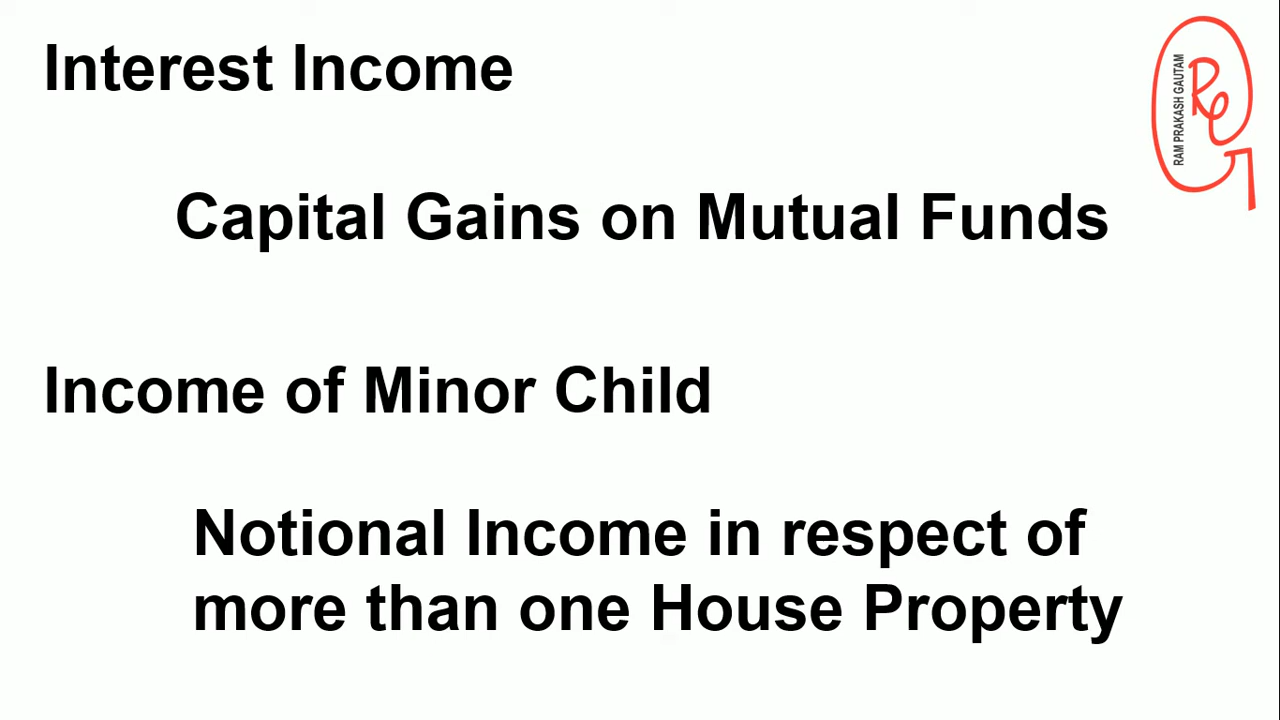 Interest Income
RAM PRAKASH GAUTAM
Capital Gains on Mutual Funds
Income of Minor Child
Notional Income in respect of
more than one House Property